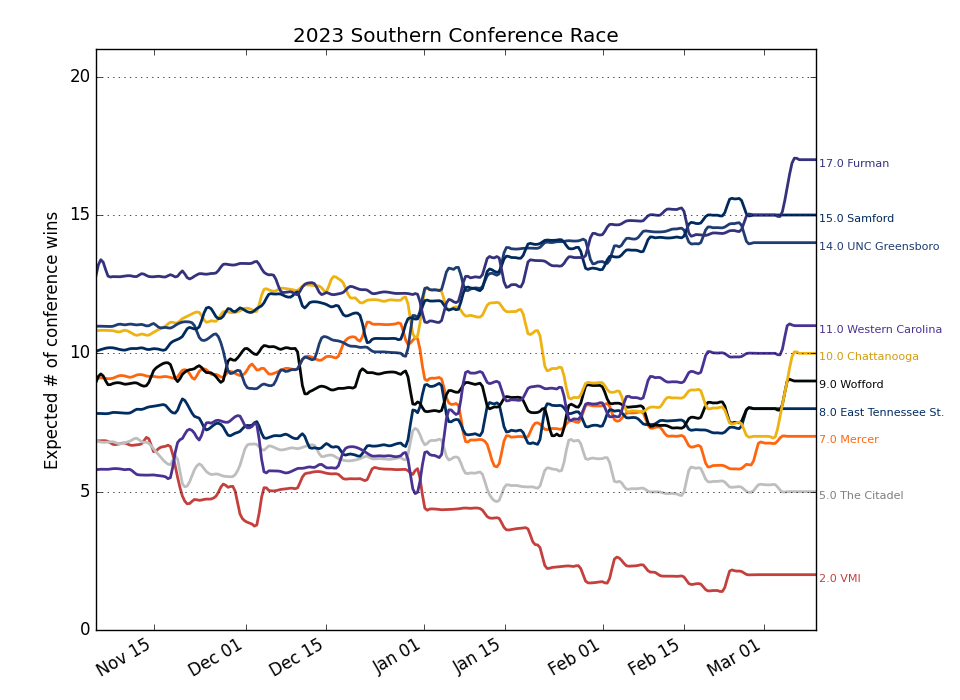 2023 Southern Conference Race
Expected # of conference wins
20
15
10
5
0
17.0 Furman
15.0 Samford
14.0 UNC Greensboro
11.0 Western Carolina
10.0 Chattanooga
9.0 Wofford
8.0 East Tennessee St.
7.0 Mercer
5.0 The Citadel
2.0 VMI
Nov 15 Dec 01 Dec 15 Jan 01 Jan 15 Feb 01 Feb 15 Mar 01